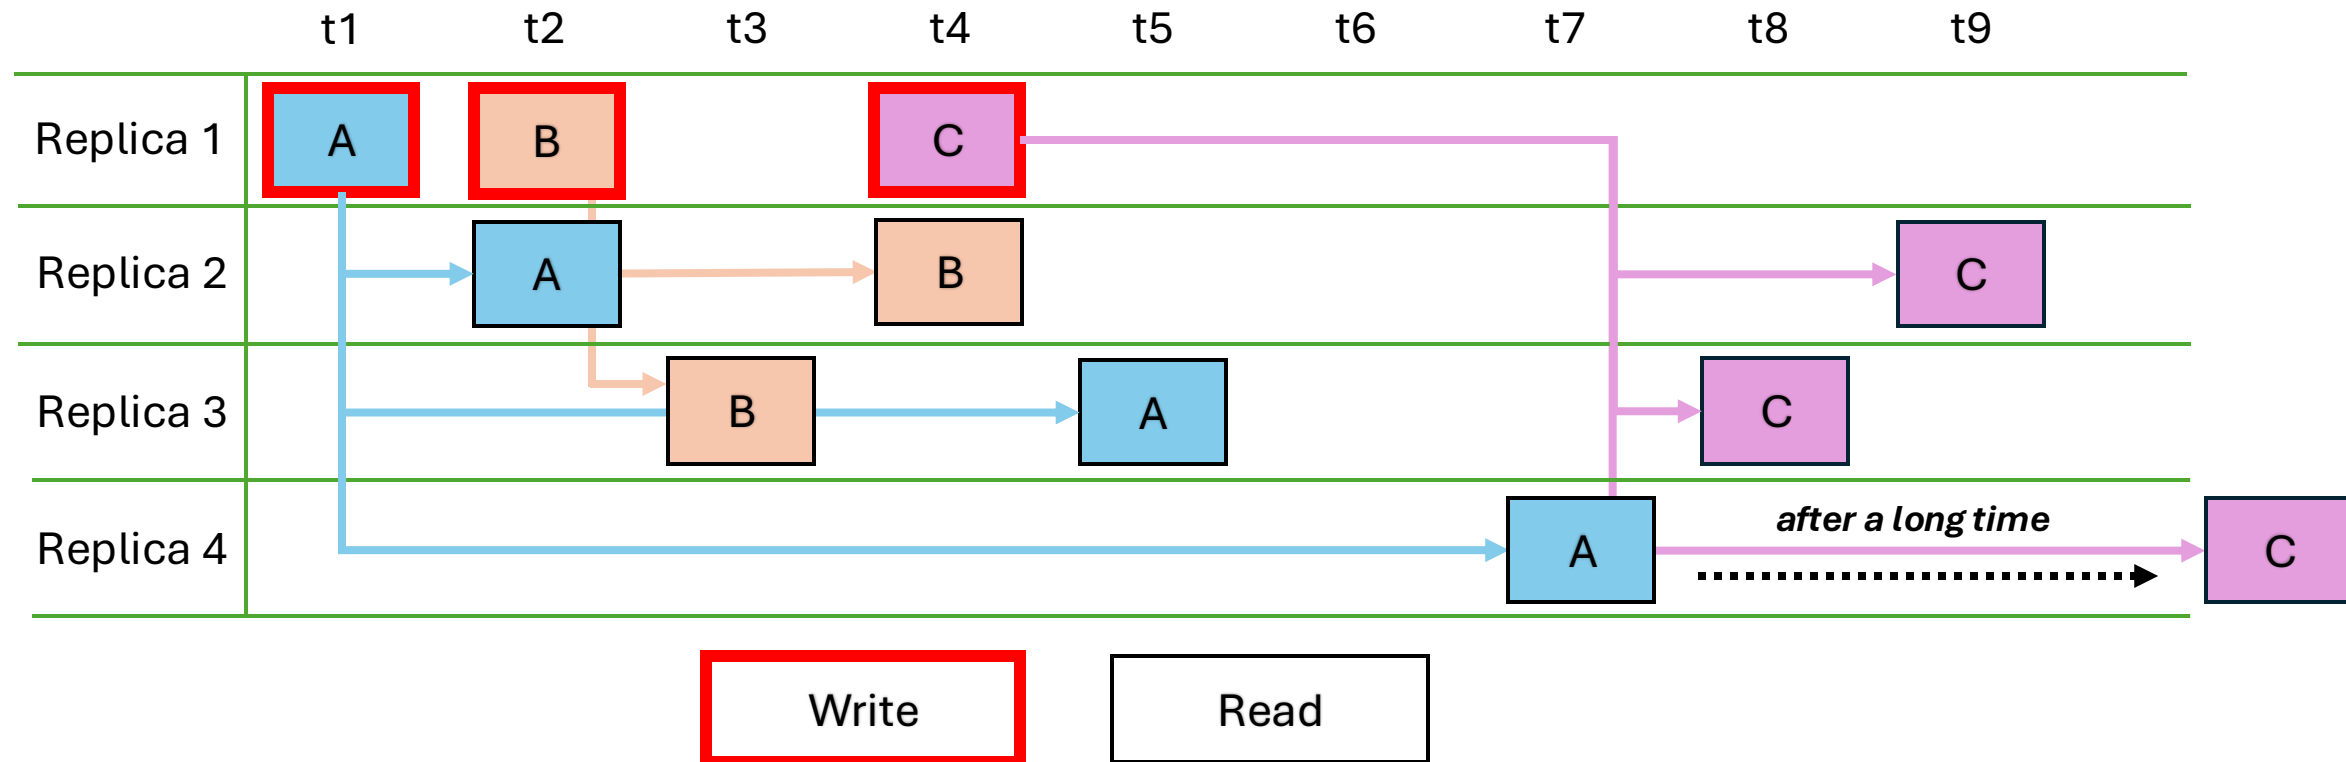 t1 t2 t3 t4 t5 t6 t7 t8 t9
Replica 1 A B C
Replica 2 A B C
Replica 3 B A C
after a long time
Replica 4 A C
Write Read